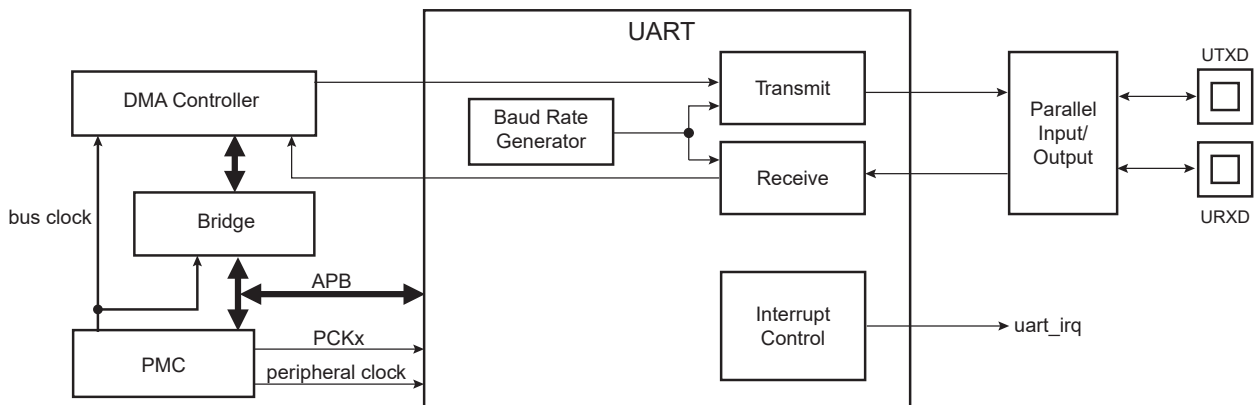 UART
UTXD
DMA Controller
Transmit
Baud Rate
Generator
Parallel
Input/
Output
Receive
bus clock
Bridge
URXD
APB
Interrupt
Control
uart_irq
PCKx
PMC
peripheral clock